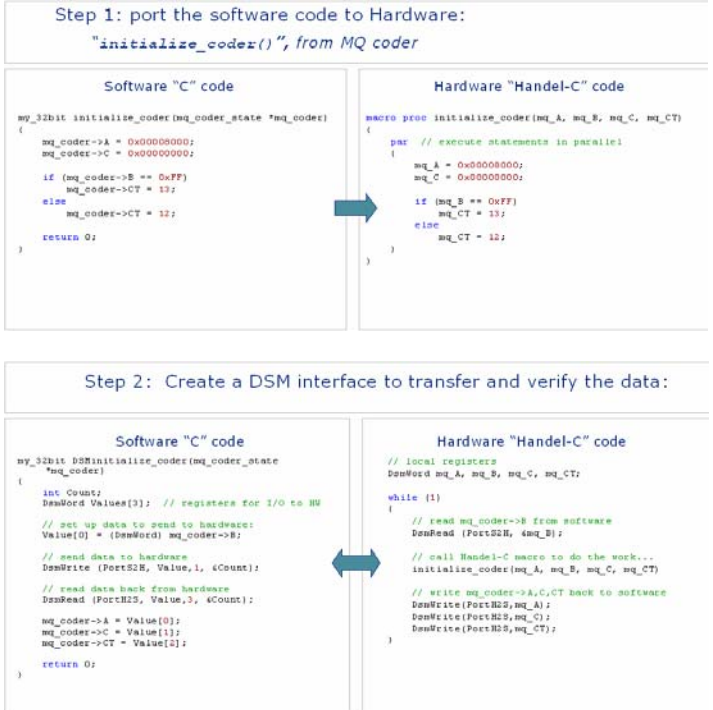 Step 1: port the software code to Hardware:
"initialize_coder()", from MQ coder
Software "C" code
my_32bit initialize_coder(mq_coder_state *mq_coder)
{
mq_coder->A = 0x00008000;
mq_coder->C = 0x00000000;
if (mq_coder->B == 0xFF)
mq_coder->CT = 13;
else
mq_coder->CT = 12;
return 0;
}
Hardware "Handel-C" code
macro proc initialize_coder(mq_A, mq_B, mq_C, mq_CT)
{
par // execute statements in parallel
{
mq_A = 0x00008000;
mq_C = 0x00000000;
if (mq_B == 0xFF)
mq_CT = 13;
else
mq_CT = 12;
}
}
Step 2: Create a DSM interface to transfer and verify the data:
Software "C" code
my_32bit DSMinitialize_coder(mq_coder_state
*mq_coder)
{
int Count;
DsmWord Values[3]; // registers for I/O to HW
// set up data to send to hardware:
Value[0] = (DsmWord) mq_coder->B;
// send data to hardware
DsmWrite (PortS2H, Value,1, &Count);
// read data back from hardware
DsmRead (PortH2S, Value,3, &Count);
mq_coder->A = Value[0];
mq_coder->C = Value[1];
mq_coder->CT = Value[2];
return 0;
}
Hardware "Handel-C" code
// local registers
DsmWord mq_A, mq_B, mq_C, mq_CT;
while (1)
{
// read mq_coder->B from software
DsmRead (PortS2H, &mq_B);
// call Handel-C macro to do the work...
initialize_coder(mq_A, mq_B, mq_C, mq_CT)
// write mq_coder->A,C,CT back to software
DsmWrite(PortH2S,mq_A);
DsmWrite(PortH2S,mq_C);
DsmWrite(PortH2S,mq_CT);
}